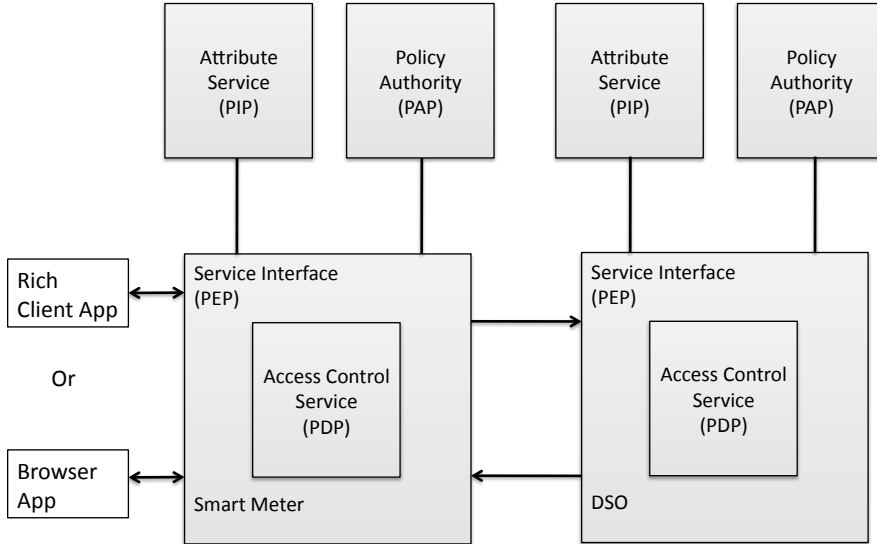 Attribute
Service
(PIP)
Policy
Authority
(PAP)
Attribute
Service
(PIP)
Policy
Authority
(PAP)
Rich
Client App
Or
Browser
App
Service Interface
(PEP)
Access Control
Service
(PDP)
Smart Meter
Service Interface
(PEP)
Access Control
Service
(PDP)
DSO